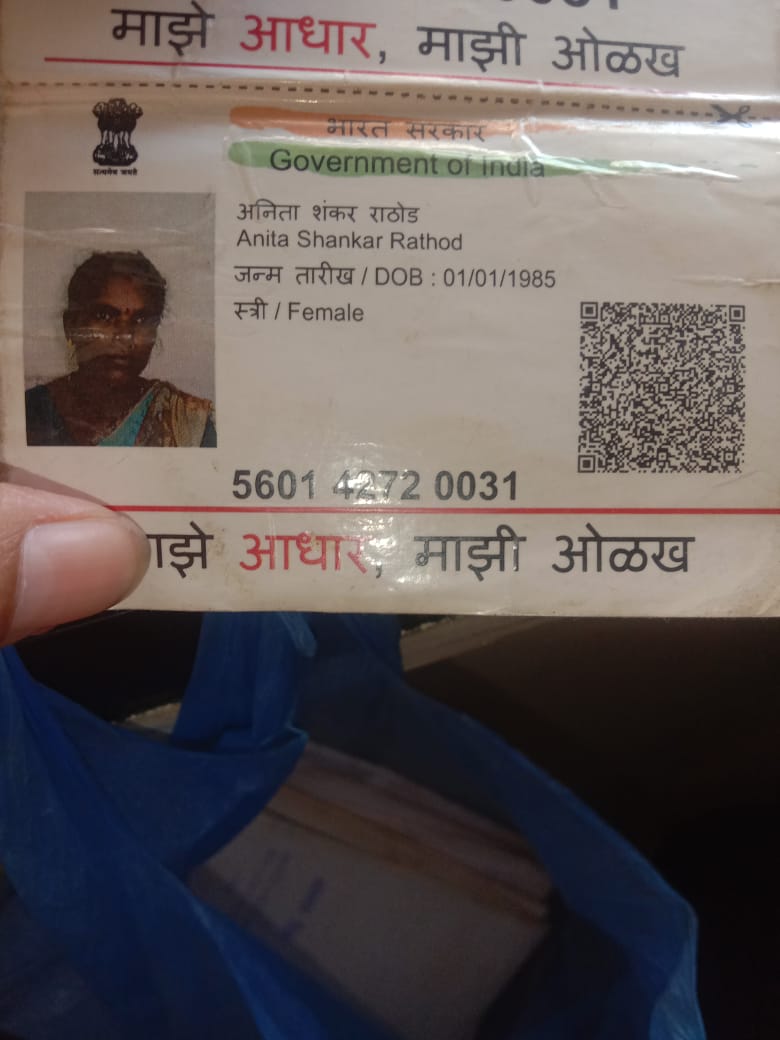 माझे आधार, माझी ओळख
भारत सरकार
Government of India
सत्यमेव जयते
अनिता शंकर राठोड
Anita Shankar Rathod
जन्म तारीख / DOB : 01/01/1985
स्त्री / Female
5601 4272 0031
आधार, माझी ओळख